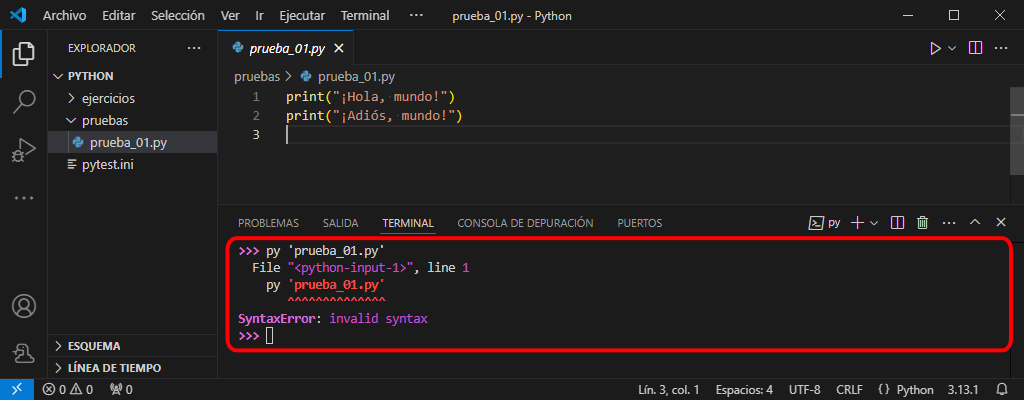 Archivo Editar Selección Ver Ir Ejecutar Terminal ··· prueba_01.py - Python
EXPLORADOR ···
PYTHON
ejercicios
pruebas
prueba_01.py
pytest.ini
ESQUEMA
LÍNEA DE TIEMPO
prueba_01.py
pruebas > prueba_01.py
1 print("¡Hola, mundo!")
2 print("¡Adiós, mundo!")
3
PROBLEMAS SALIDA TERMINAL CONSOLA DE DEPURACIÓN PUERTOS py
>>> py 'prueba_01.py'
File "<python-input-1>", line 1
py 'prueba_01.py'
^^^^^^^^^^^^^^
SyntaxError: invalid syntax
>>>
0 0 0 Lín. 3, col. 1 Espacios: 4 UTF-8 CRLF {} Python 3.13.1